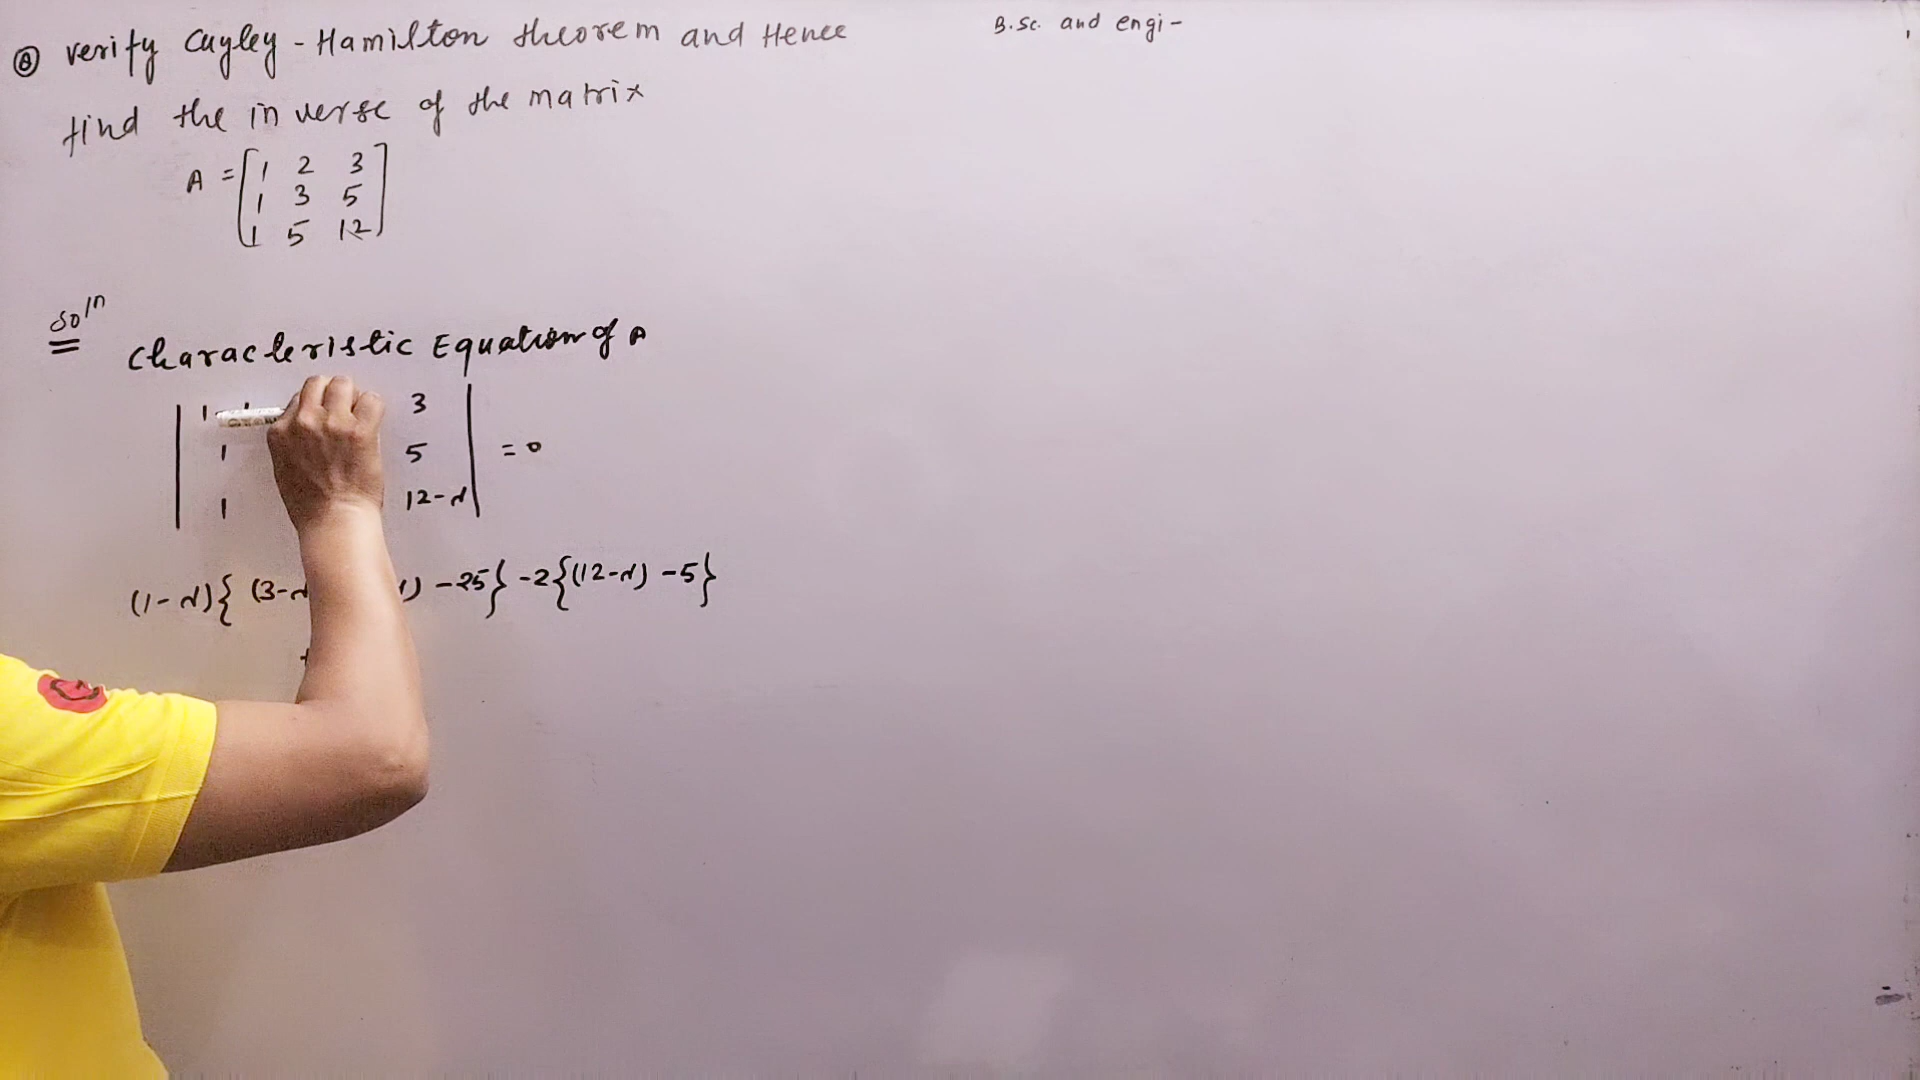 Q verify Cayley-Hamilton theorem and Hence
B.Sc. and engi-
find the inverse of the matrix
A = [1 2 3
1 3 5
1 5 12]
Soln
Characteristic Equation of A
1 3
1 5 = 0
1 12-λ
(1-λ){(3-λ -25} -2{(12-λ) -5}
+